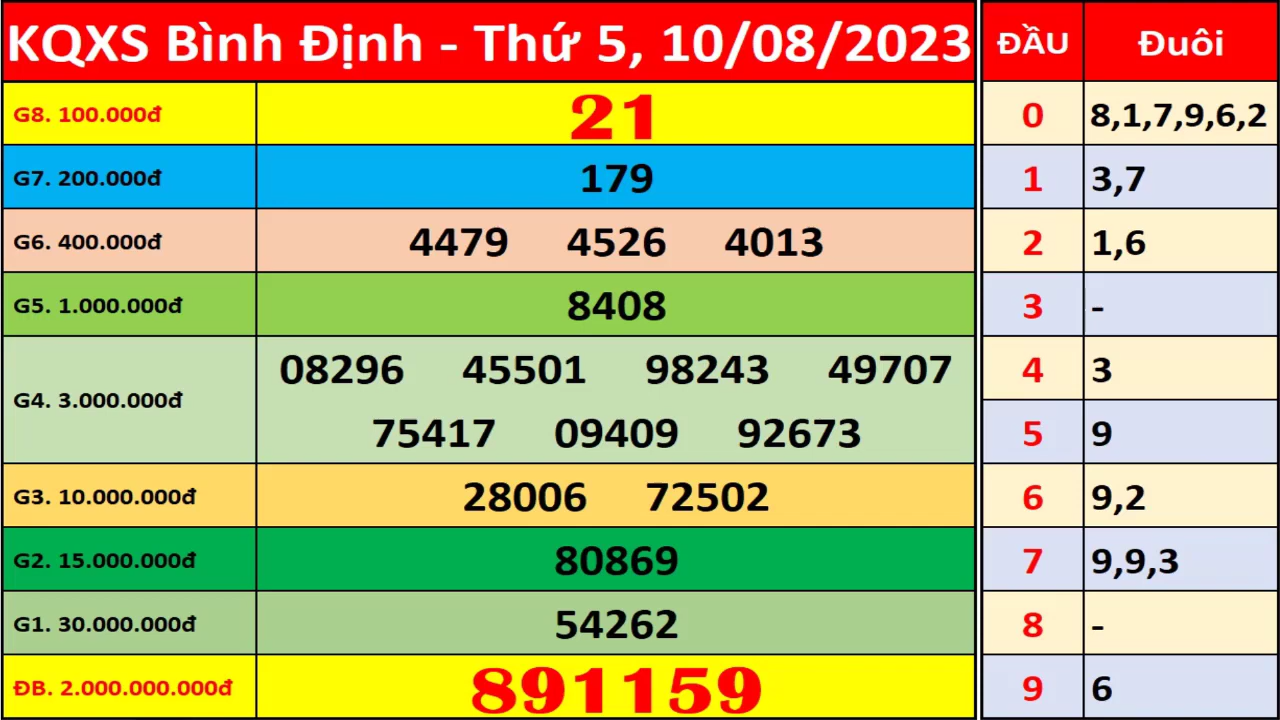 KQXS Bình Định - Thứ 5, 10/08/2023
G8. 100.000đ 21
G7. 200.000đ 179
G6. 400.000đ 4479 4526 4013
G5. 1.000.000đ 8408
G4. 3.000.000đ 08296 45501 98243 49707
75417 09409 92673
G3. 10.000.000đ 28006 72502
G2. 15.000.000đ 80869
G1. 30.000.000đ 54262
ĐB. 2.000.000.000đ 891159
ĐẦU Đuôi
0 8,1,7,9,6,2
1 3,7
2 1,6
3 -
4 3
5 9
6 9,2
7 9,9,3
8 -
9 6